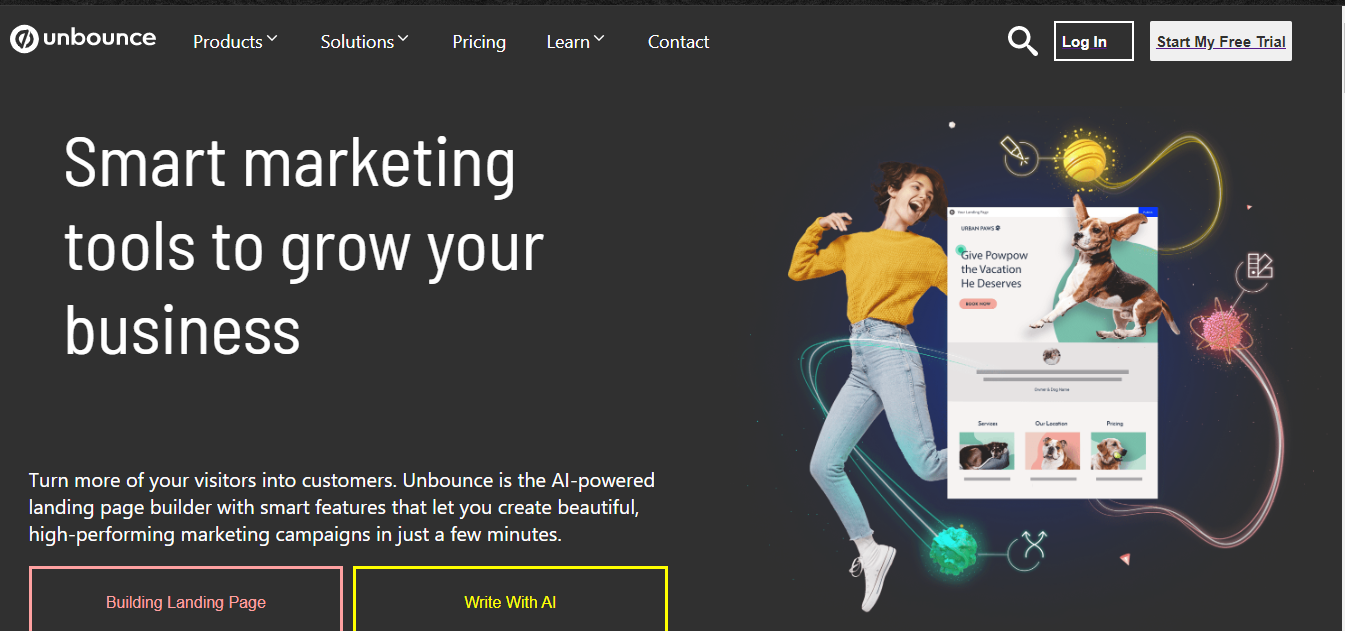 unbounce
Products
Solutions
Pricing
Learn
Contact
Log In
Start My Free Trial
Smart marketing
tools to grow your
business
Turn more of your visitors into customers. Unbounce is the AI-powered
landing page builder with smart features that let you create beautiful,
high-performing marketing campaigns in just a few minutes.
Building Landing Page
Write With AI
Your Landing Page
URBAN PAWS
Give Powpow
the Vacation
He Deserves
BOOK NOW
Owner & Dog Name
Services
Our Location
Pricing